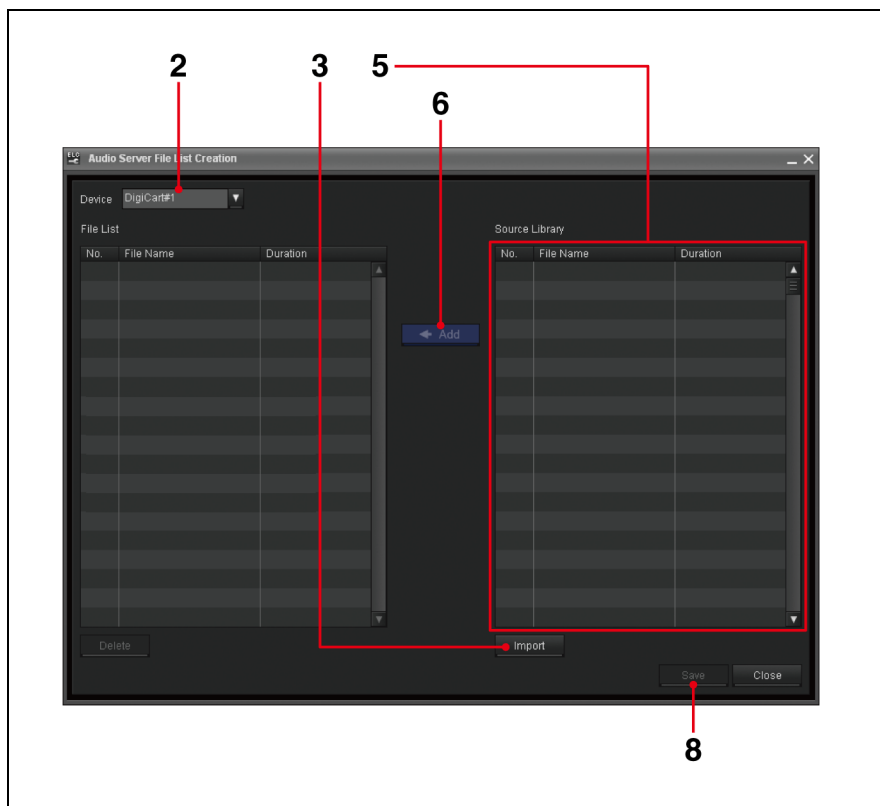 2 3 5
6
ELC Audio Server File List Creation
Device DigiCart#1
File List Source Library
No. File Name Duration No. File Name Duration
Add
Delete Import
Save Close
8